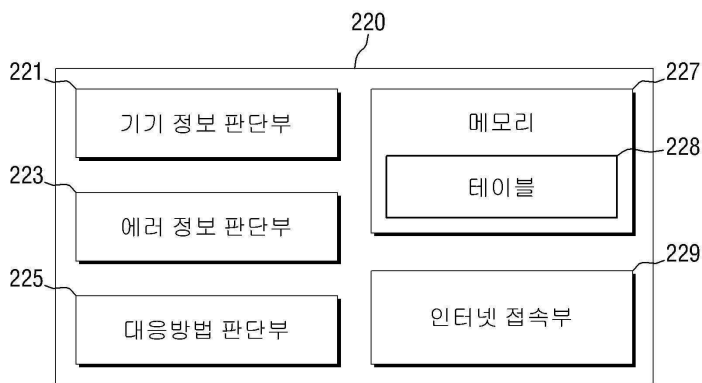 220
221
기기 정보 판단부
227
메모리
228
테이블
223
에러 정보 판단부
225
대응방법 판단부
229
인터넷 접속부